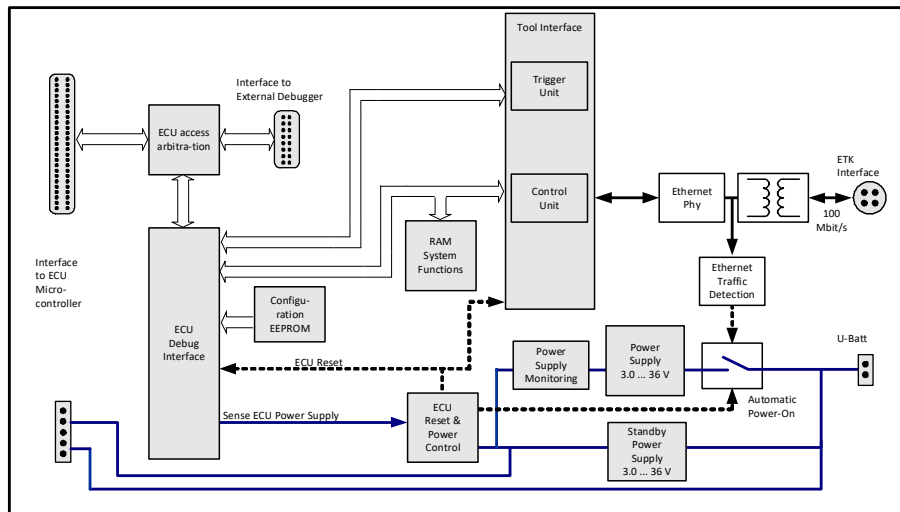 Tool Interface
Trigger
Unit
Interface to
External Debugger
ECU access
arbitra-tion
Control
Unit
Ethernet
Phy
ETK
Interface
100
Mbit/s
RAM
System
Functions
Interface
to ECU
Micro-
controller
Ethernet
Traffic
Detection
Configu-
ration
EEPROM
ECU
Debug
Interface
ECU Reset
Power
Supply
Monitoring
Power
Supply
3.0 ... 36 V
U-Batt
Automatic
Power-On
Sense ECU Power Supply
ECU
Reset &
Power
Control
Standby
Power
Supply
3.0 ... 36 V